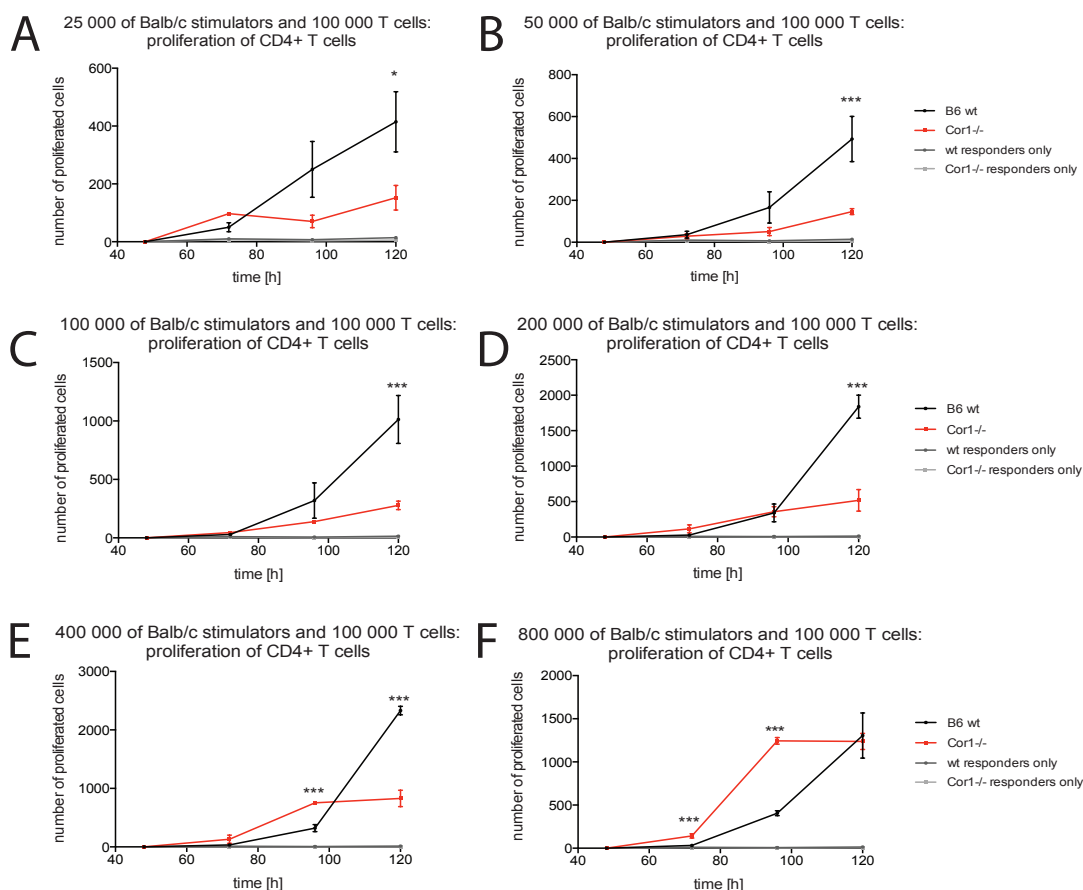 A
25 000 of Balb/c stimulators and 100 000 T cells:
proliferation of CD4+ T cells
number of proliferated cells
600
400
200
0
40
60
80
100
120
time [h]
*
B
50 000 of Balb/c stimulators and 100 000 T cells:
proliferation of CD4+ T cells
number of proliferated cells
800
600
400
200
0
40
60
80
100
120
time [h]
***
B6 wt
Cor1-/-
wt responders only
Cor1-/- responders only
C
100 000 of Balb/c stimulators and 100 000 T cells:
proliferation of CD4+ T cells
number of proliferated cells
1500
1000
500
0
40
60
80
100
120
time [h]
***
D
200 000 of Balb/c stimulators and 100 000 T cells:
proliferation of CD4+ T cells
number of proliferated cells
2000
1500
1000
500
0
40
60
80
100
120
time [h]
***
B6 wt
Cor1-/-
wt responders only
Cor1-/- responders only
E
400 000 of Balb/c stimulators and 100 000 T cells:
proliferation of CD4+ T cells
number of proliferated cells
3000
2000
1000
0
40
60
80
100
120
time [h]
***
***
F
800 000 of Balb/c stimulators and 100 000 T cells:
proliferation of CD4+ T cells
number of proliferated cells
2000
1500
1000
500
0
40
60
80
100
120
time [h]
***
***
B6 wt
Cor1-/-
wt responders only
Cor1-/- responders only